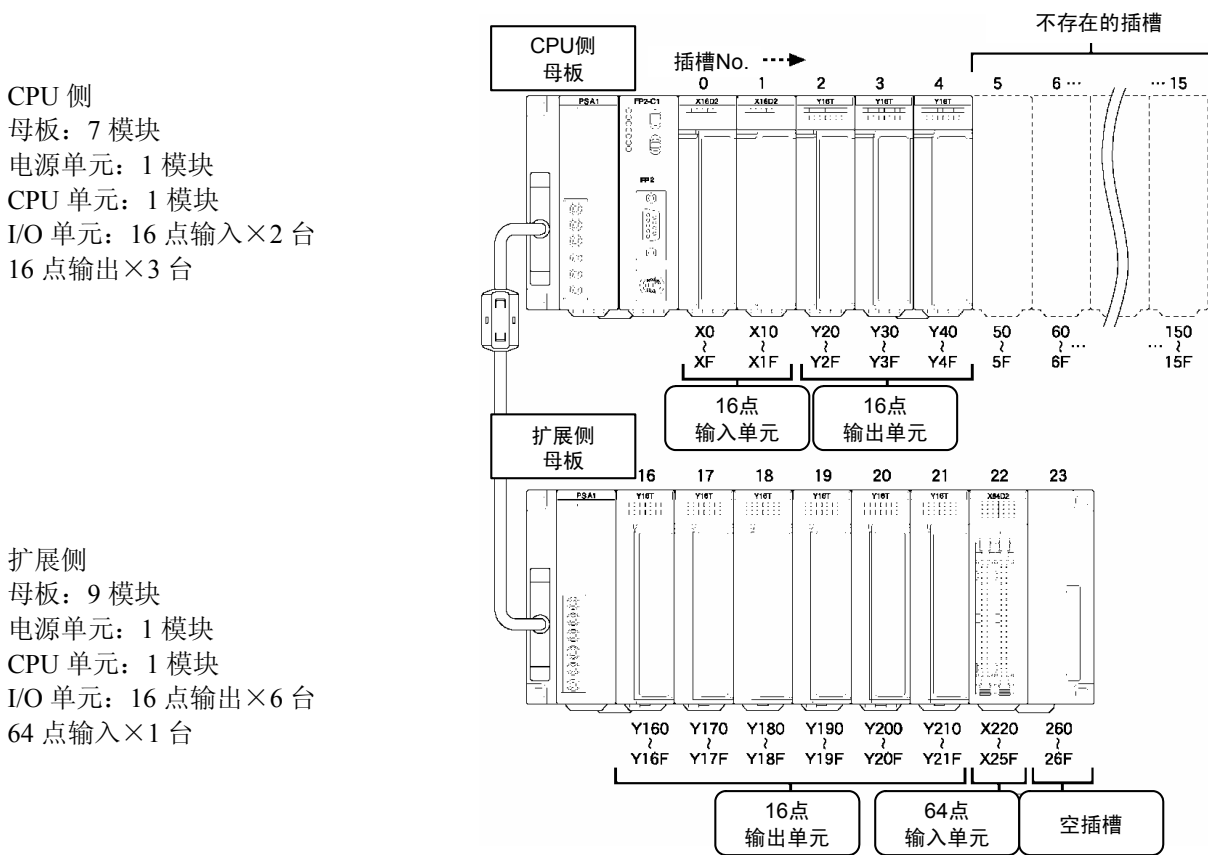 CPU 侧
母板：7 模块
电源单元：1 模块
CPU 单元：1 模块
I/O 单元：16 点输入×2 台
16 点输出×3 台
不存在的插槽
CPU侧
母板
插槽No.
0 1 2 3 4 5 6 … … 15
PSA1 FP2-C1 X16D2 X16D2 Y16T Y16T Y16T
FP2
X0 X10 Y20 Y30 Y40 50 60 150
~ ~ ~ ~ ~ ~ ~ … … ~
XF X1F Y2F Y3F Y4F 5F 6F 15F
16点
输入单元
16点
输出单元
扩展侧
母板
扩展侧
母板：9 模块
电源单元：1 模块
CPU 单元：1 模块
I/O 单元：16 点输出×6 台
64 点输入×1 台
16 17 18 19 20 21 22 23
PSA1 Y16T Y16T Y16T Y16T Y16T Y16T X64D2
Y160 Y170 Y180 Y190 Y200 Y210 X220 260
~ ~ ~ ~ ~ ~ ~ ~
Y16F Y17F Y18F Y19F Y20F Y21F X25F 26F
16点
输出单元
64点
输入单元
空插槽